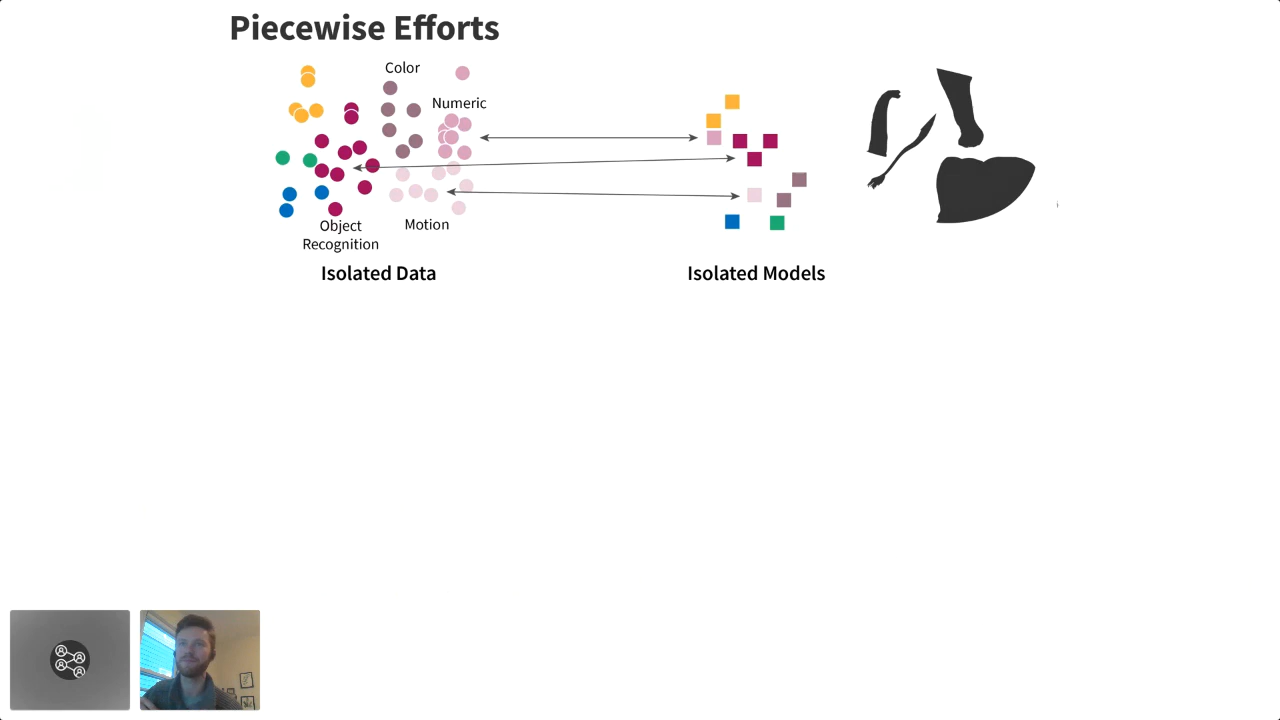 Piecewise Efforts
Color
Numeric
Object
Recognition
Motion
Isolated Data
Isolated Models